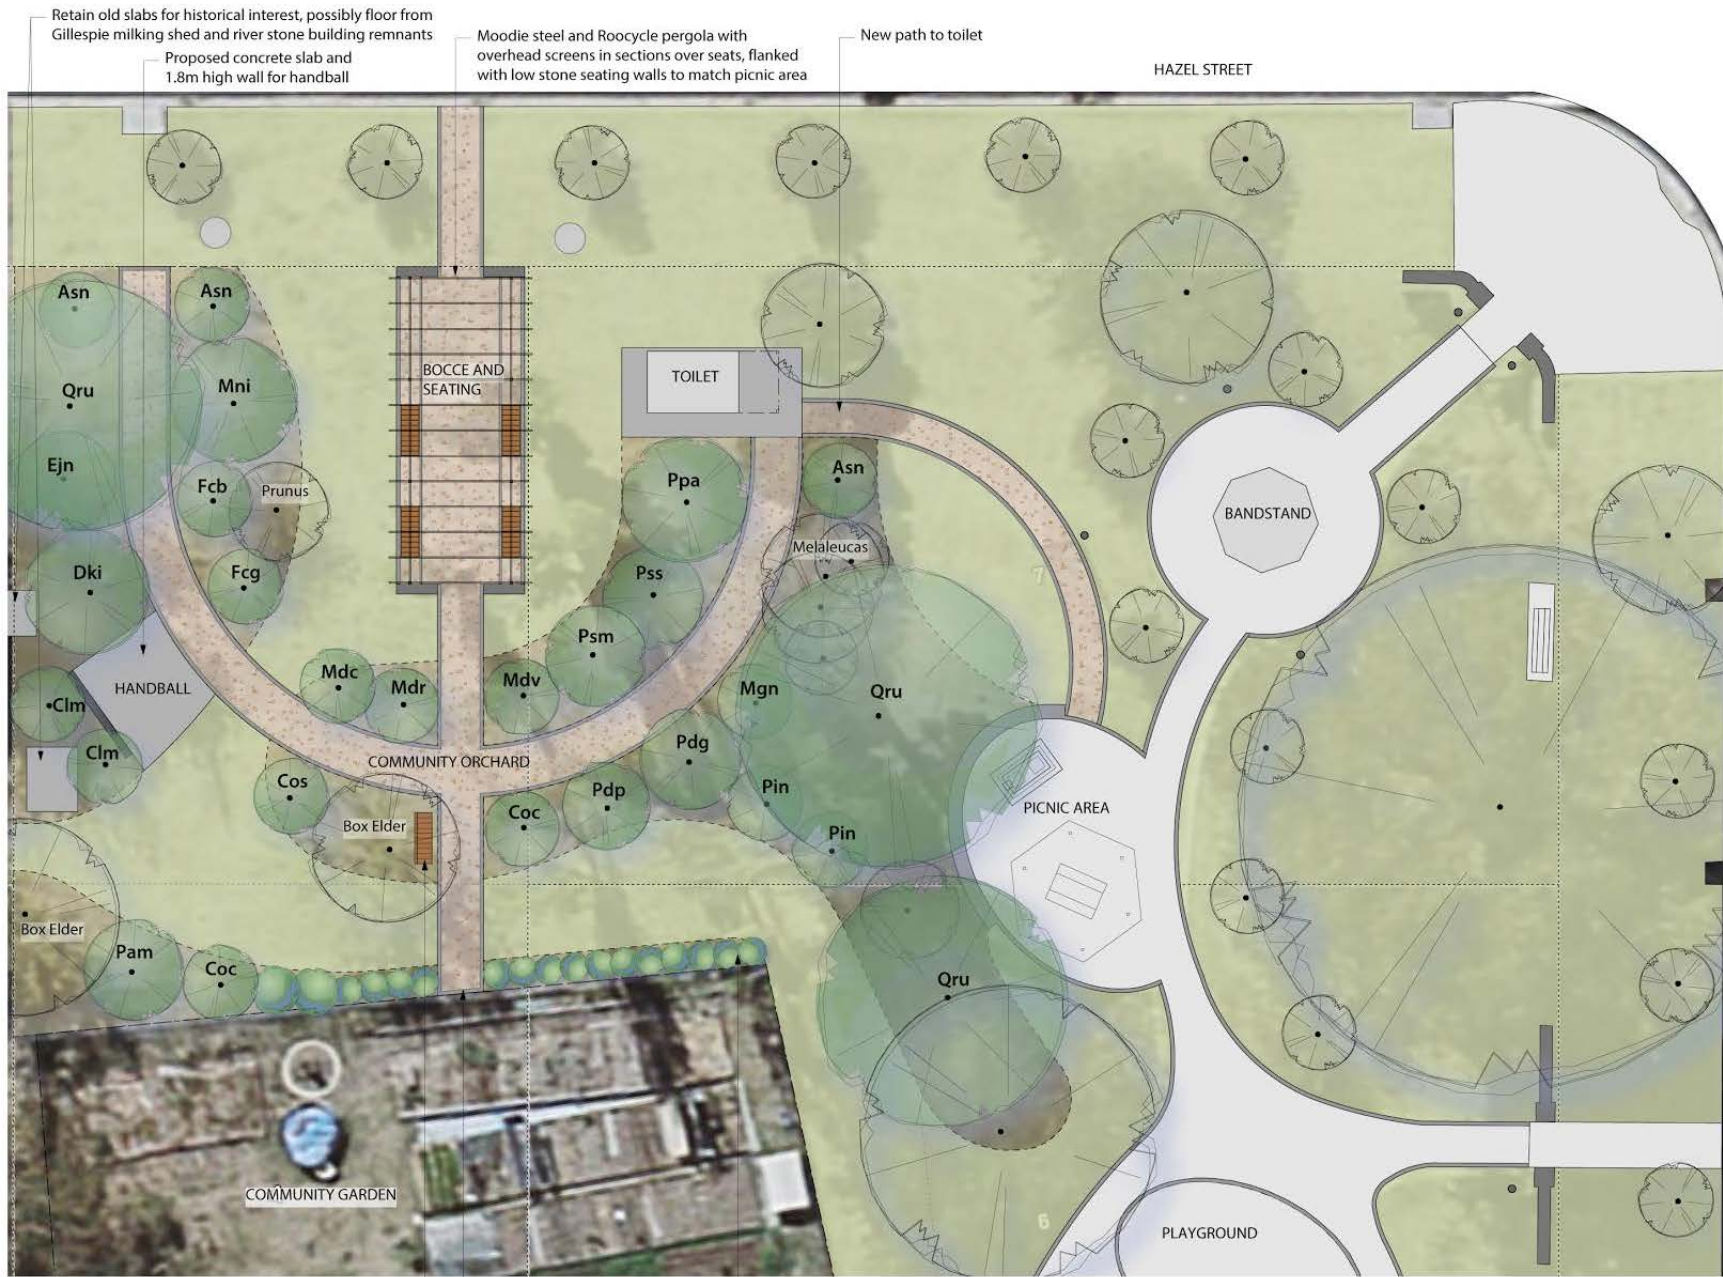 Retain old slabs for historical interest, possibly floor from
Gillespie milking shed and river stone building remnants
Proposed concrete slab and
1.8m high wall for handball
Moodie steel and Roocycle pergola with
overhead screens in sections over seats, flanked
with low stone seating walls to match picnic area
New path to toilet
HAZEL STREET
Asn
Asn
Qru
Mni
BOCCE AND
SEATING
TOILET
Ejn
Fcb
Prunus
Ppa
Asn
BANDSTAND
Melaleucas
Dki
Fcg
Pss
7
Psm
Mdc
Mdr
Mdv
Mgn
Qru
HANDBALL
Clm
Clm
COMMUNITY ORCHARD
Pdg
Cos
Pdp
Pin
PICNIC AREA
Box Elder
Coc
Pin
Box Elder
Pam
Coc
Qru
COMMUNITY GARDEN
6
PLAYGROUND